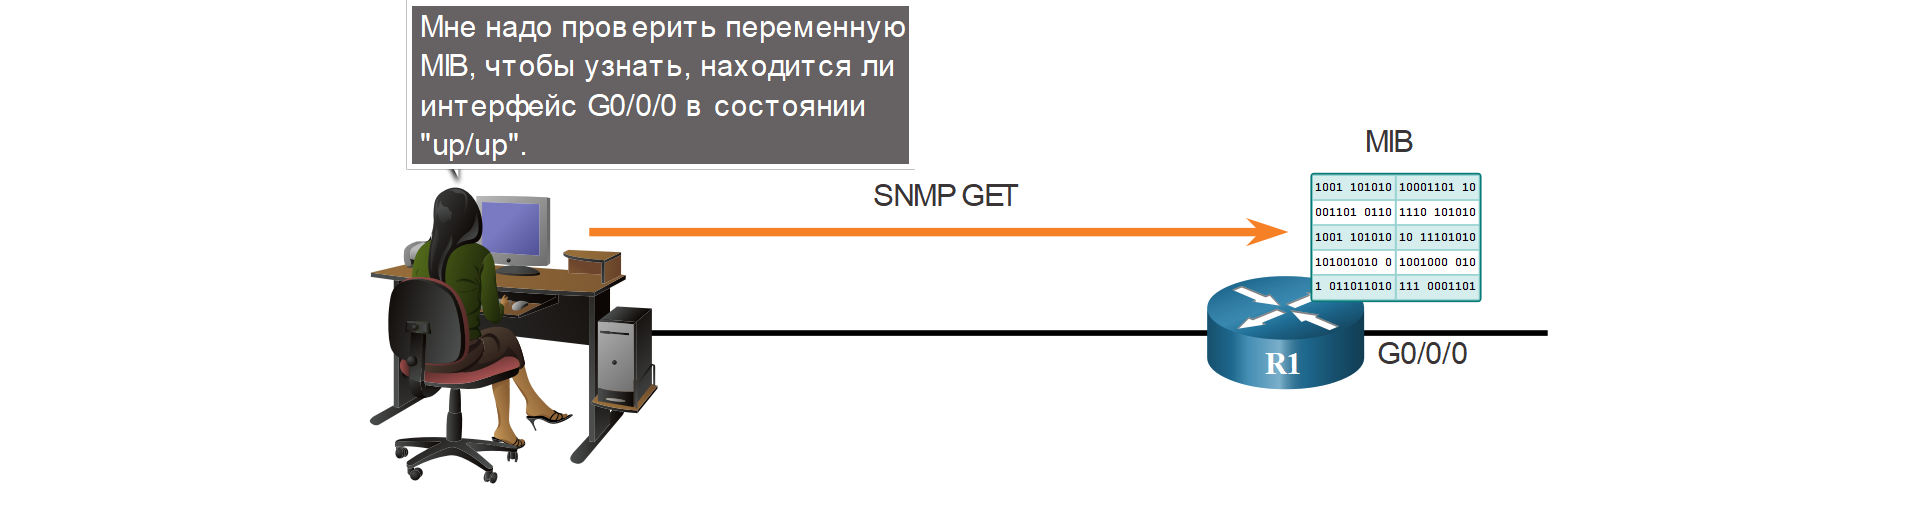 Мне надо проверить переменную
MIB, чтобы узнать, находится ли
интерфейс G0/0/0 в состоянии
"up/up".
SNMP GET
MIB
1001 101010 10001101 10
001101 0110 1110 101010
1001 101010 10 11101010
101001010 0 1001000 010
1 011011010 111 0001101
R1
G0/0/0